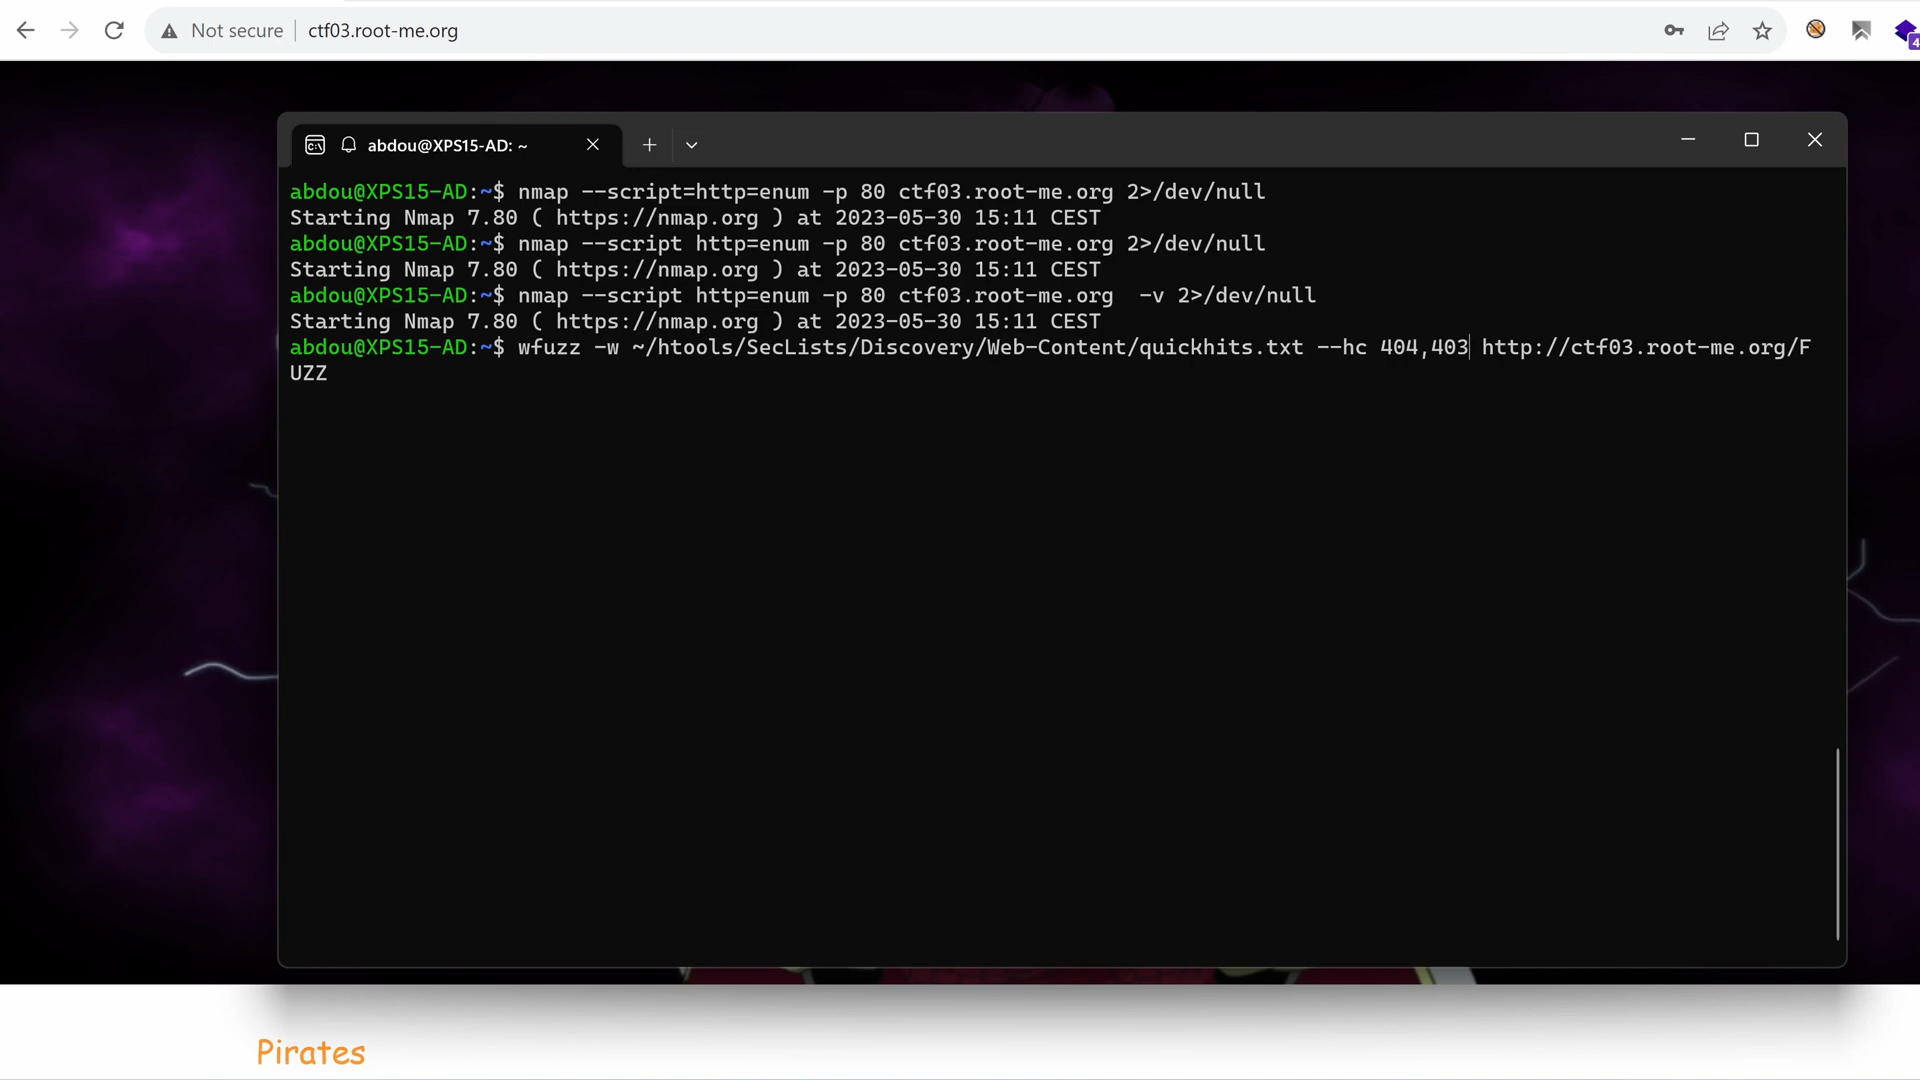 Not secure | ctf03.root-me.org
4
abdou@XPS15-AD: ~
abdou@XPS15-AD:~$ nmap --script=http=enum -p 80 ctf03.root-me.org 2>/dev/null
Starting Nmap 7.80 ( https://nmap.org ) at 2023-05-30 15:11 CEST
abdou@XPS15-AD:~$ nmap --script http=enum -p 80 ctf03.root-me.org 2>/dev/null
Starting Nmap 7.80 ( https://nmap.org ) at 2023-05-30 15:11 CEST
abdou@XPS15-AD:~$ nmap --script http=enum -p 80 ctf03.root-me.org  -v 2>/dev/null
Starting Nmap 7.80 ( https://nmap.org ) at 2023-05-30 15:11 CEST
abdou@XPS15-AD:~$ wfuzz -w ~/htools/SecLists/Discovery/Web-Content/quickhits.txt --hc 404,403 http://ctf03.root-me.org/F
UZZ
Pirates